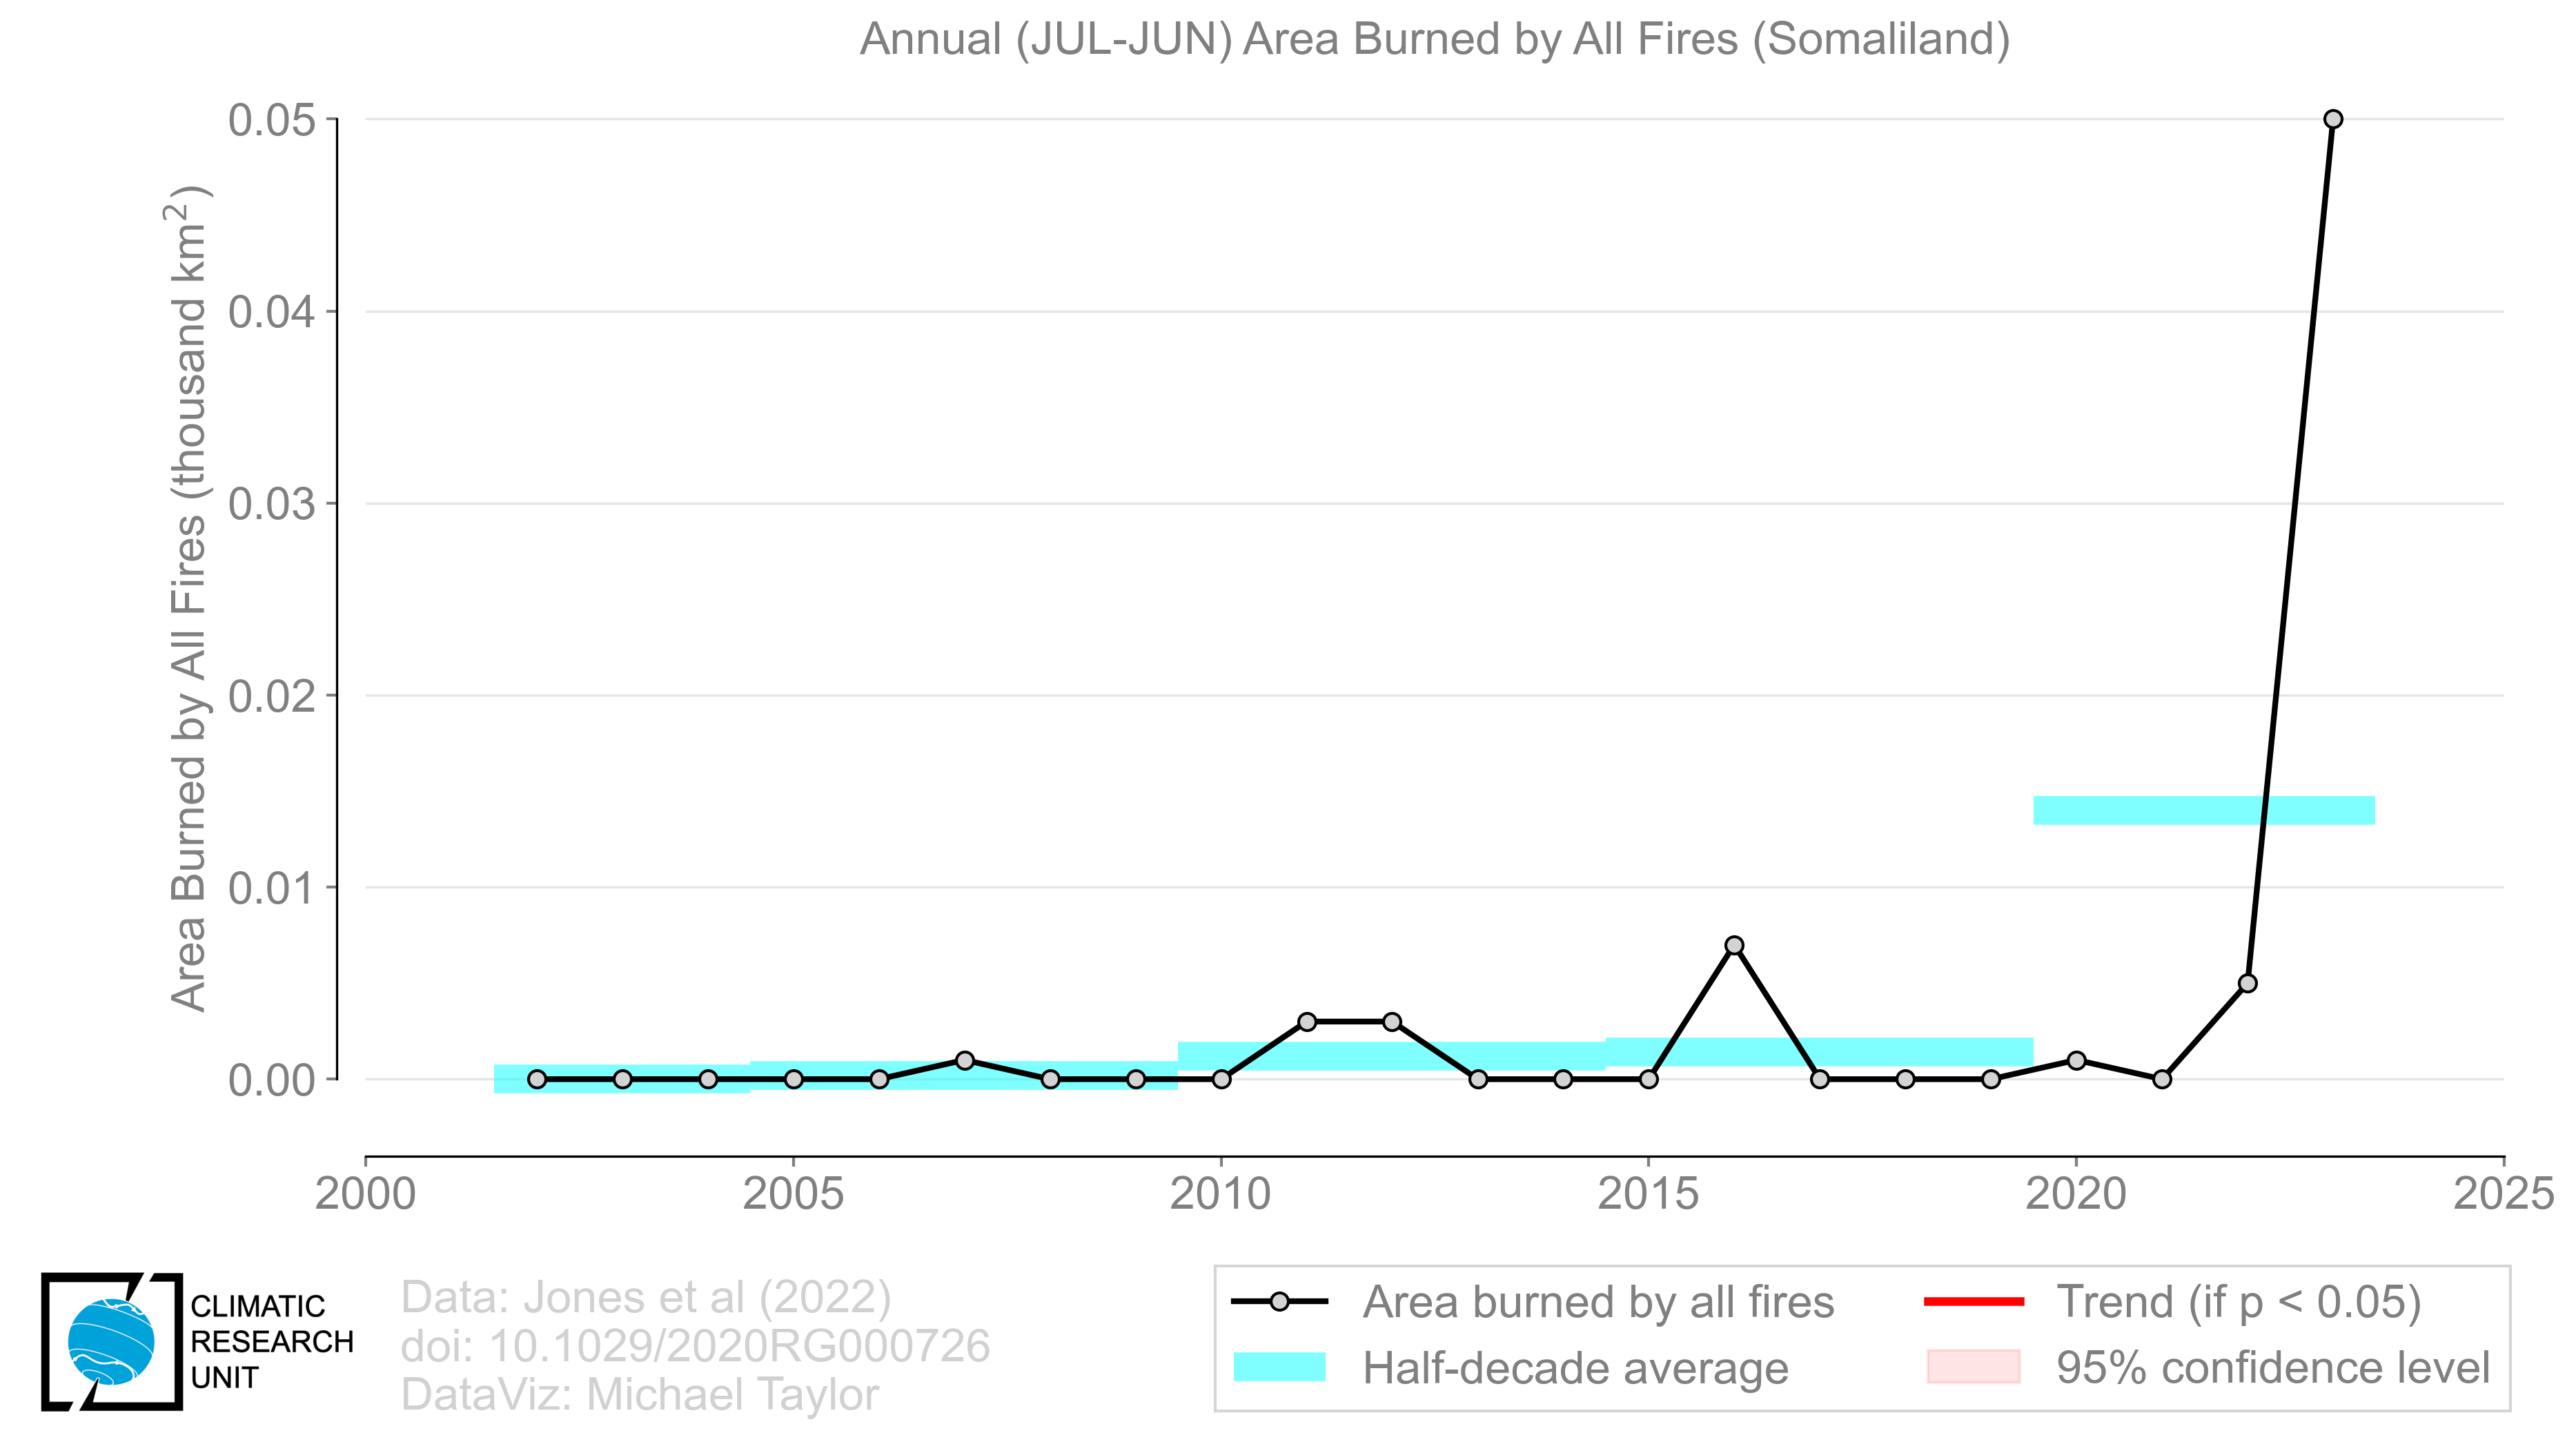 Annual (JUL-JUN) Area Burned by All Fires (Somaliland)
Area Burned by All Fires (thousand km²)
0.05
0.04
0.03
0.02
0.01
0.00
2000 2005 2010 2015 2020 2025
CLIMATIC
RESEARCH
UNIT
Data: Jones et al (2022)
doi: 10.1029/2020RG000726
DataViz: Michael Taylor
Area burned by all fires
Half-decade average
Trend (if p < 0.05)
95% confidence level